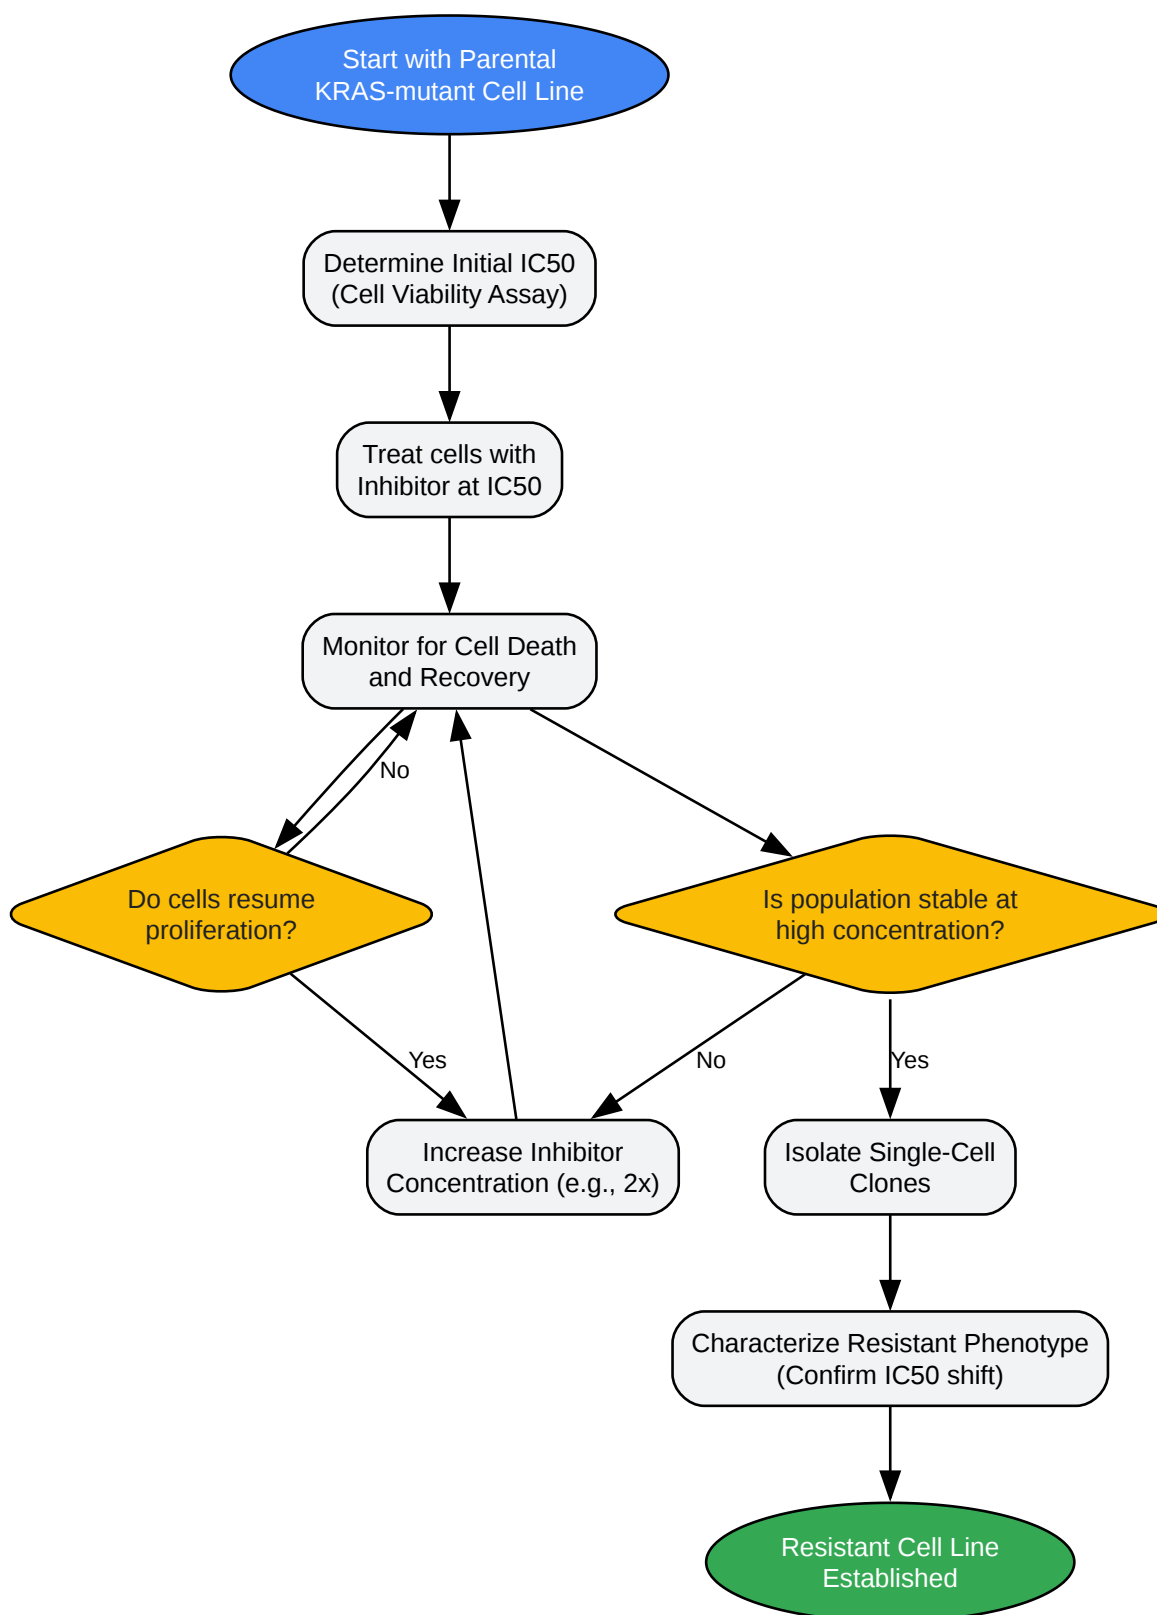 Start with Parental
KRAS-mutant Cell Line
Determine Initial IC50
(Cell Viability Assay)
Treat cells with
Inhibitor at IC50
Monitor for Cell Death
and Recovery
No
Do cells resume
proliferation?
Is population stable at
high concentration?
Yes
No
Yes
Increase Inhibitor
Concentration (e.g., 2x)
Isolate Single-Cell
Clones
Characterize Resistant Phenotype
(Confirm IC50 shift)
Resistant Cell Line
Established